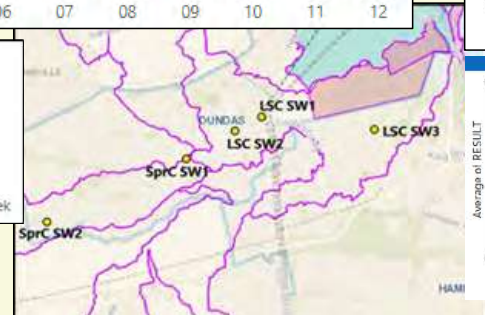 06 07 08 09 10 11 12
LSC SW1
DUNDAS
LSC SW2
LSC SW3
SprC SW1
ek
SprC SW2
Average of RESULT
HAM